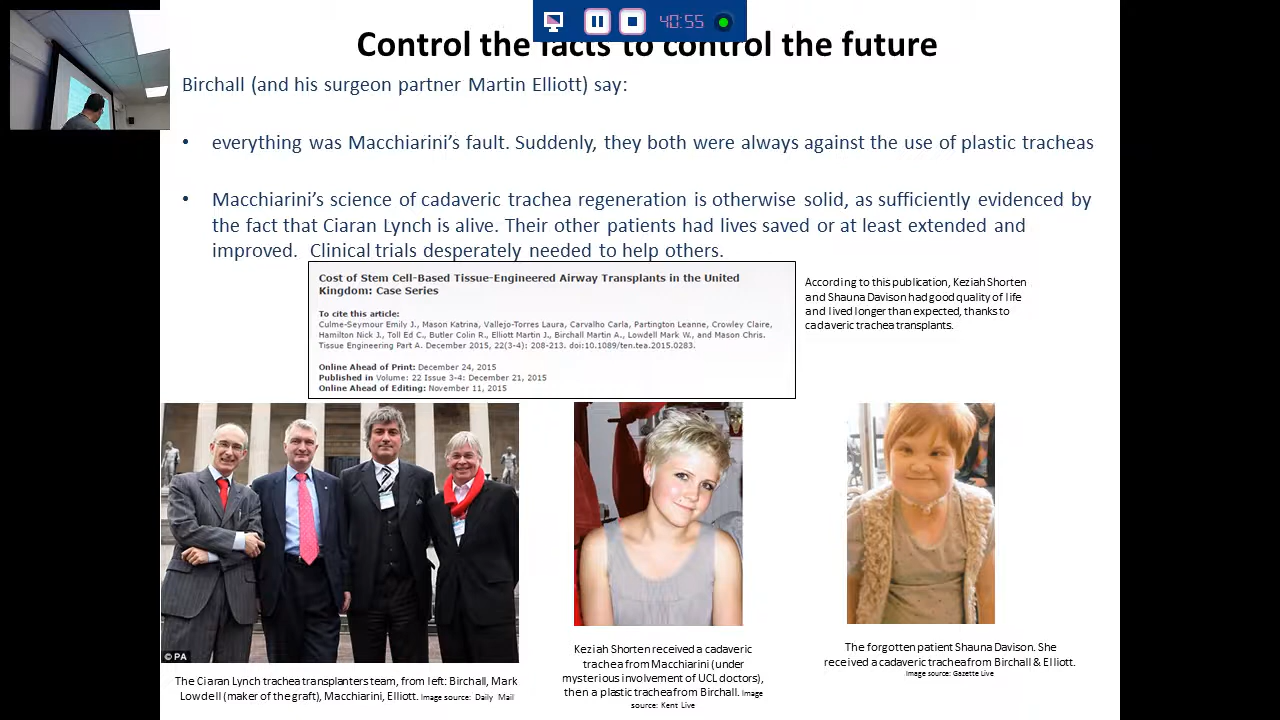 40:55
Control the facts to control the future
Birchall (and his surgeon partner Martin Elliott) say:
• everything was Macchiarini's fault. Suddenly, they both were always against the use of plastic tracheas
• Macchiarini's science of cadaveric trachea regeneration is otherwise solid, as sufficiently evidenced by
the fact that Ciaran Lynch is alive. Their other patients had lives saved or at least extended and
improved. Clinical trials desperately needed to help others.
Cost of Stem Cell-Based Tissue-Engineered Airway Transplants in the United
Kingdom: Case Series
To cite this article:
Culme-Seymour Emily J., Mason Katrina, Vallejo-Torres Laura, Carvalho Carla, Partington Leanne, Crowley Claire,
Hamilton Nick J., Toll Ed C., Butler Colin R., Elliott Martin J., Birchall Martin A., Lowdell Mark W., and Mason Chris.
Tissue Engineering Part A. December 2015, 22(3-4): 208-213. doi:10.1089/ten.tea.2015.0283.
Online Ahead of Print: December 24, 2015
Published in Volume: 22 Issue 3-4: December 21, 2015
Online Ahead of Editing: November 11, 2015
According to this publication, Keziah Shorten
and Shauna Davison had good quality of life
and lived longer than expected, thanks to
cadaveric trachea transplants.
© PA
The Ciaran Lynch trachea transplanters team, from left: Birchall, Mark
Lowdell (maker of the graft), Macchiarini, Elliott. Image source: Daily Mail
Keziah Shorten received a cadaveric
trachea from Macchiarini (under
mysterious involvement of UCL doctors),
then a plastic trachea from Birchall. Image
source: Kent Live
The forgotten patient Shauna Davison. She
received a cadaveric trachea from Birchall & Elliott.
Image source: Gazette Live